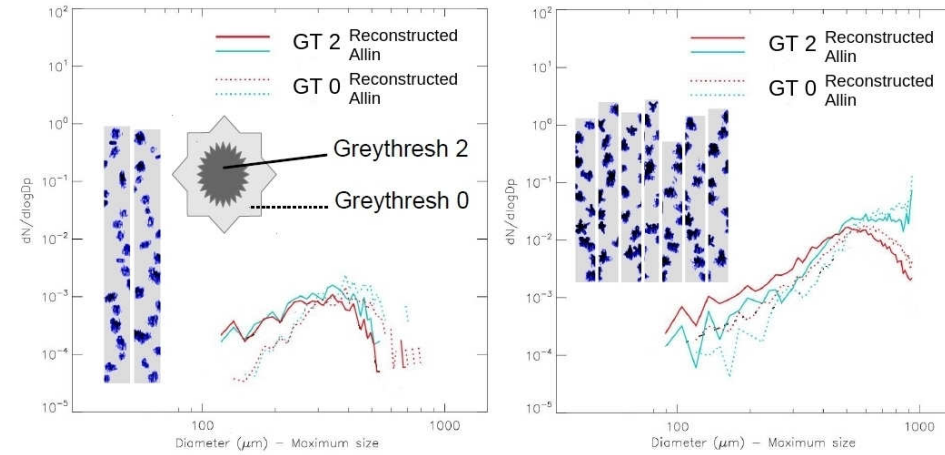 10²
10¹
10⁰
10⁻¹
10⁻²
10⁻³
10⁻⁴
10⁻⁵
dN/dlogDp
GT 2 Reconstructed
Allin
GT 0 Reconstructed
Allin
Greythresh 2
Greythresh 0
100
1000
Diameter (μm) – Maximum size
10²
10¹
10⁰
10⁻¹
10⁻²
10⁻³
10⁻⁴
10⁻⁵
dN/dlogDp
GT 2 Reconstructed
Allin
GT 0 Reconstructed
Allin
100
1000
Diameter (μm) – Maximum size